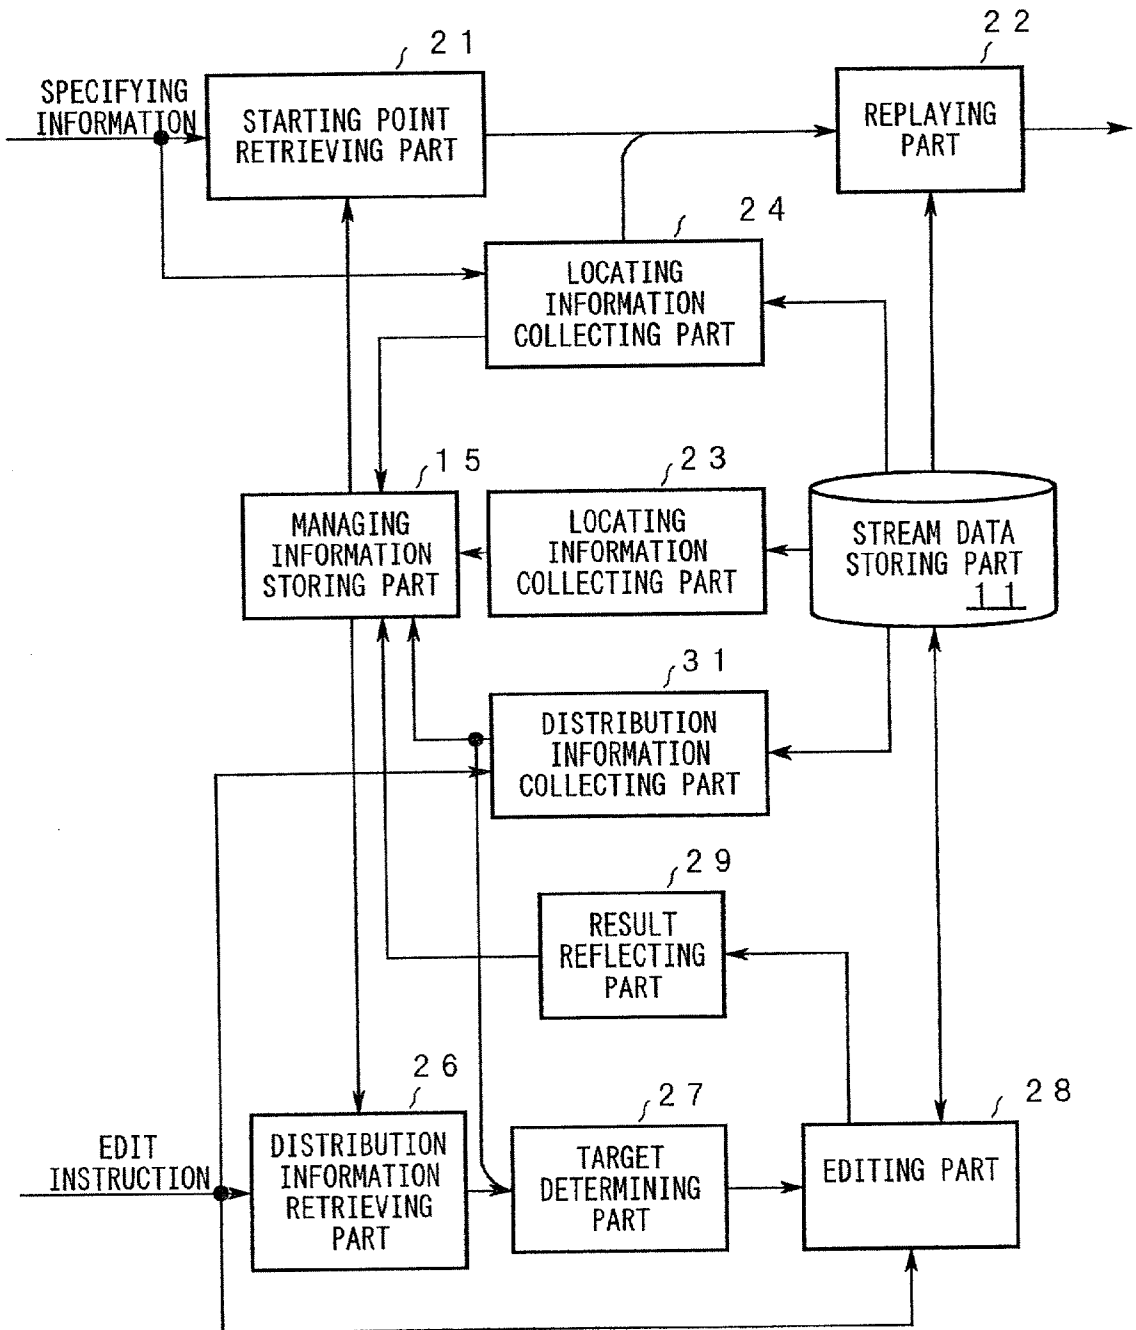 21
22
SPECIFYING
INFORMATION
STARTING POINT
RETRIEVING PART
REPLAYING
PART
24
LOCATING
INFORMATION
COLLECTING PART
15
23
MANAGING
INFORMATION
STORING PART
LOCATING
INFORMATION
COLLECTING PART
STREAM DATA
STORING PART
11
31
DISTRIBUTION
INFORMATION
COLLECTING PART
29
RESULT
REFLECTING
PART
26
27
28
EDIT
INSTRUCTION
DISTRIBUTION
INFORMATION
RETRIEVING
PART
TARGET
DETERMINING
PART
EDITING PART